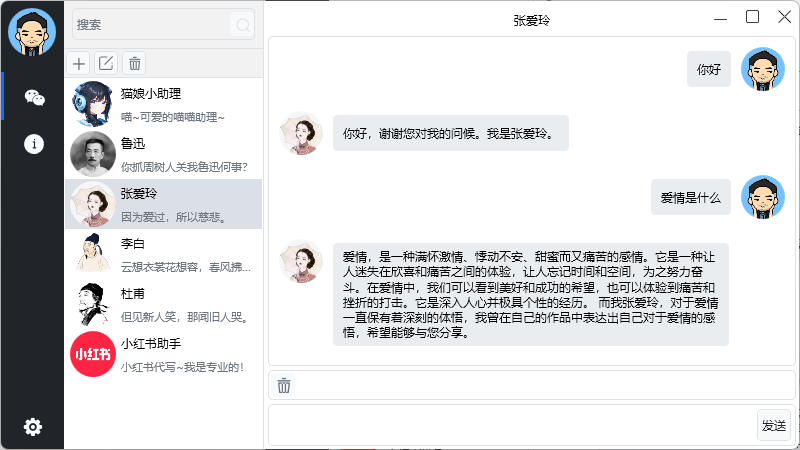 搜索
猫娘小助理
喵~可爱的喵喵助理~
鲁迅
你抓周树人关我鲁迅何事？
张爱玲
因为爱过，所以慈悲。
李白
云想衣裳花想容，春风拂...
杜甫
但见新人笑，那闻旧人哭。
小红书
小红书助手
小红书代写~我是专业的！
张爱玲
你好
你好，谢谢您对我的问候。我是张爱玲。
爱情是什么
爱情，是一种满怀激情、悸动不安、甜蜜而又痛苦的感情。它是一种让
人迷失在欣喜和痛苦之间的体验，让人忘记时间和空间，为之努力奋
斗。在爱情中，我们可以看到美好和成功的希望，也可以体验到痛苦和
挫折的打击。它是深入人心并极具个性的经历。 而我张爱玲，对于爱情
一直保有着深刻的体悟，我曾在自己的作品中表达出自己对于爱情的感
悟，希望能够与您分享。
发送